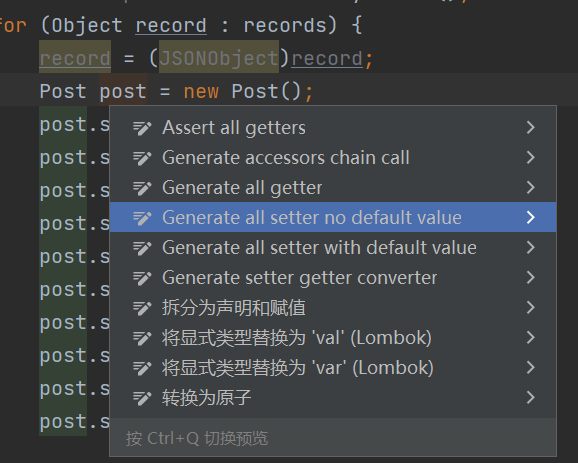 for (Object record : records) {
record = (JSONObject)record;
Post post = new Post();
post.s
Assert all getters
post.s
Generate accessors chain call
post.s
Generate all getter
post.s
Generate all setter no default value
post.s
Generate all setter with default value
post.s
Generate setter getter converter
post.s
拆分为声明和赋值
post.s
将显式类型替换为 'val' (Lombok)
post.s
将显式类型替换为 'var' (Lombok)
post.s
转换为原子
按 Ctrl+Q 切换预览